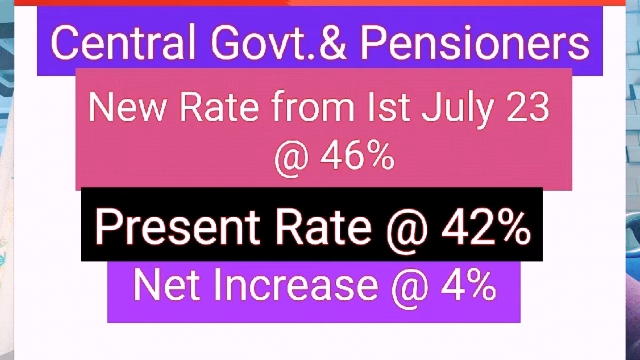 Central Govt.& Pensioners
New Rate from Ist July 23
@ 46%
Present Rate @ 42%
Net Increase @ 4%